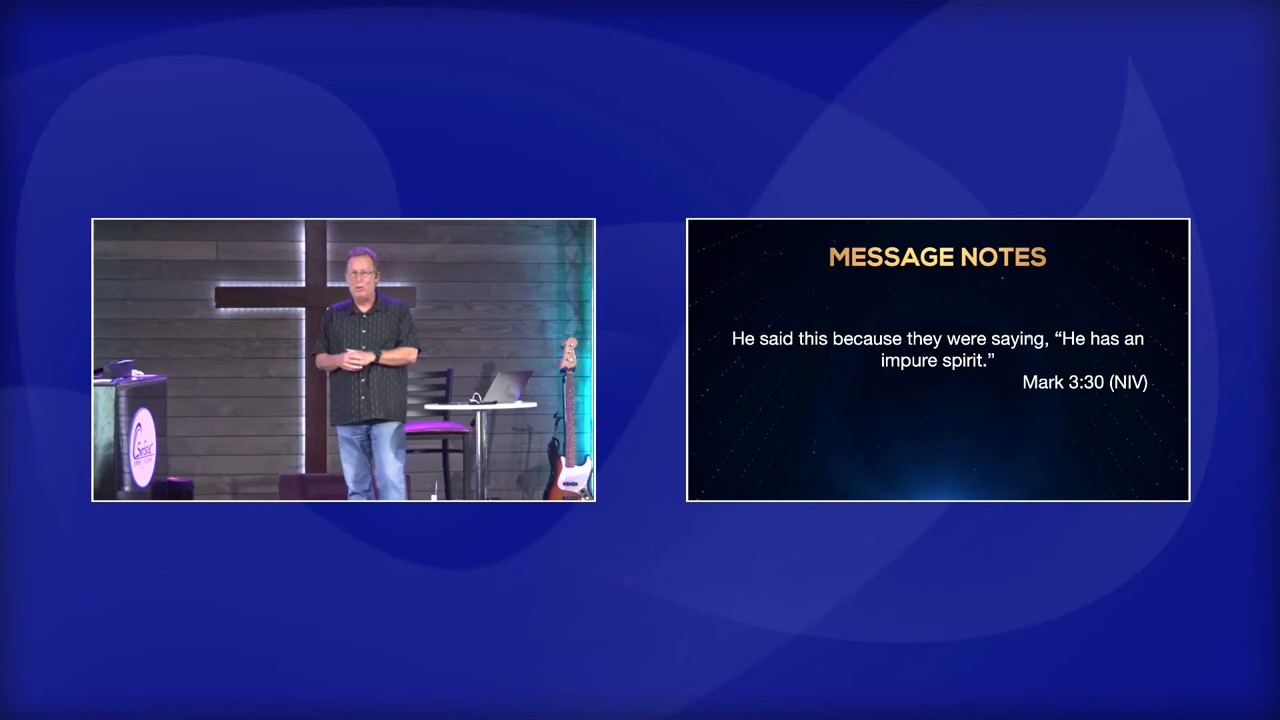 MESSAGE NOTES
He said this because they were saying, “He has an
impure spirit.”
Mark 3:30 (NIV)